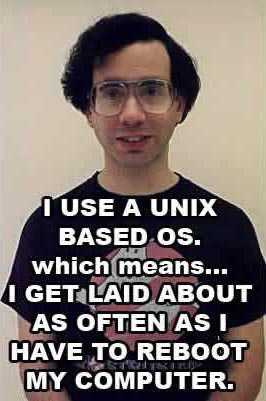 I USE A UNIX
BASED OS.
which means...
I GET LAID ABOUT
AS OFTEN AS I
HAVE TO REBOOT
MY COMPUTER.